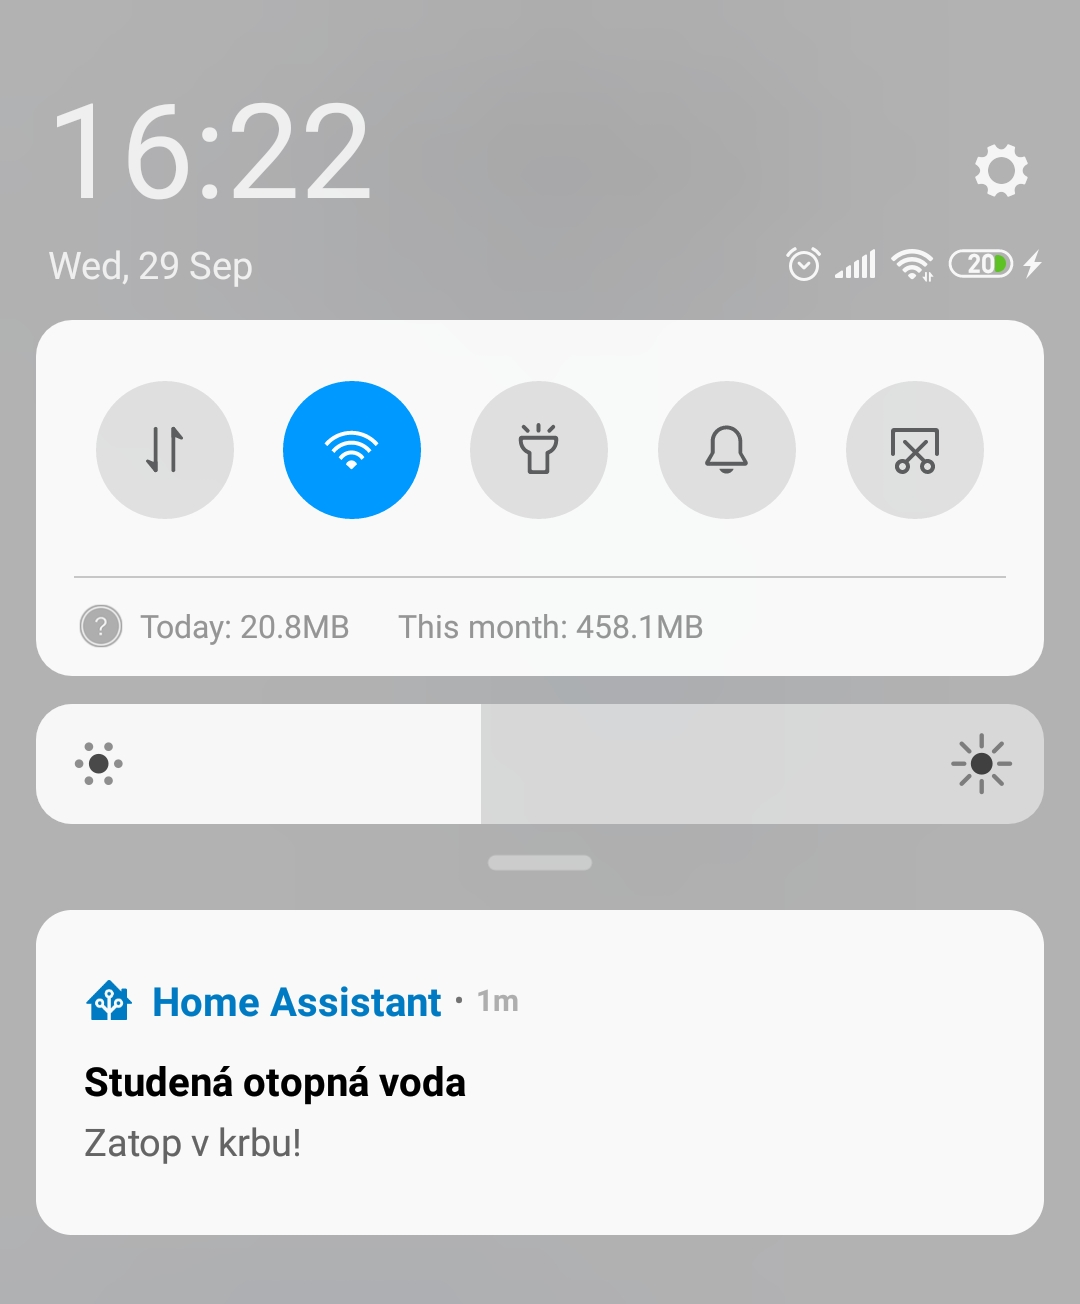 16:22
Wed, 29 Sep
20
? Today: 20.8MB This month: 458.1MB
Home Assistant · 1m
Studená otopná voda
Zatop v krbu!